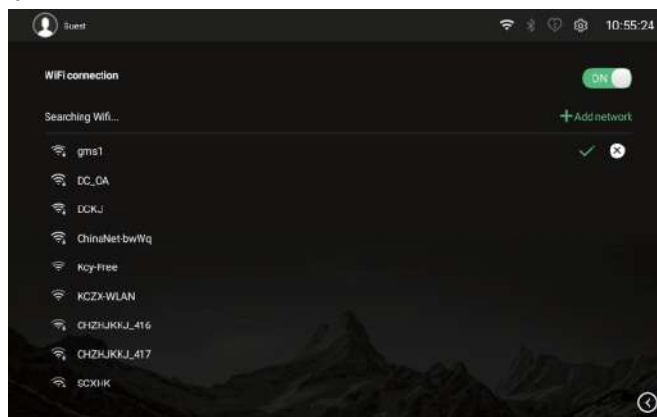 Guest 10:55:24
WiFi connection ON
Searching Wifi... Add network
gms1
DC_OA
DCKJ
ChinaNet-bwWq
Kcy-Free
KCZX-WLAN
CHZHJKKJ_416
CHZHJKKJ_417